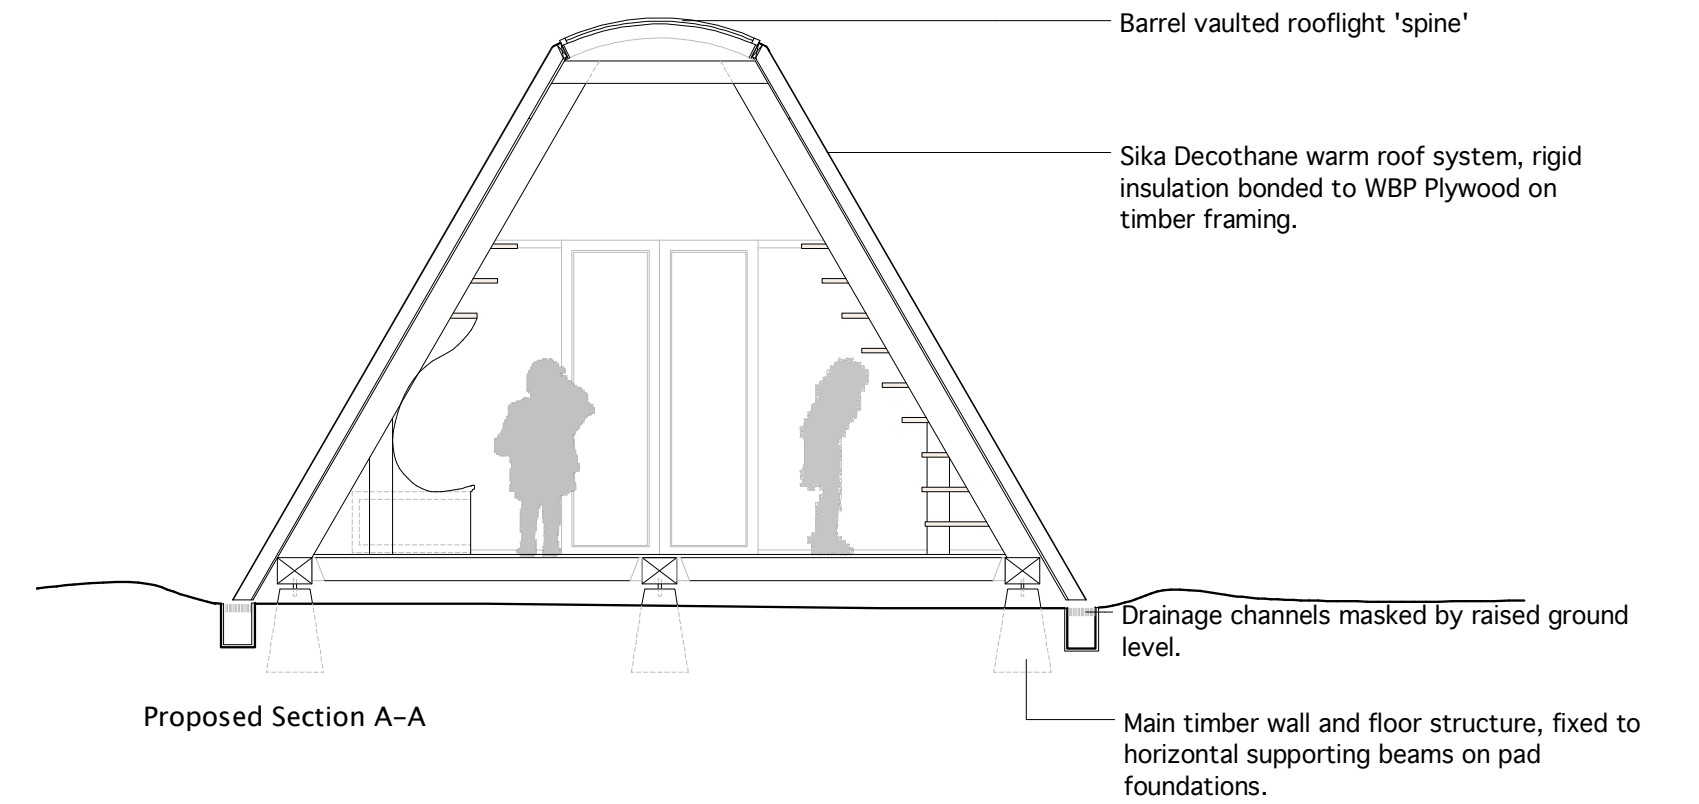 Barrel vaulted rooflight 'spine'
Sika Decothane warm roof system, rigid
insulation bonded to WBP Plywood on
timber framing.
Drainage channels masked by raised ground
level.
Proposed Section A-A
Main timber wall and floor structure, fixed to
horizontal supporting beams on pad
foundations.